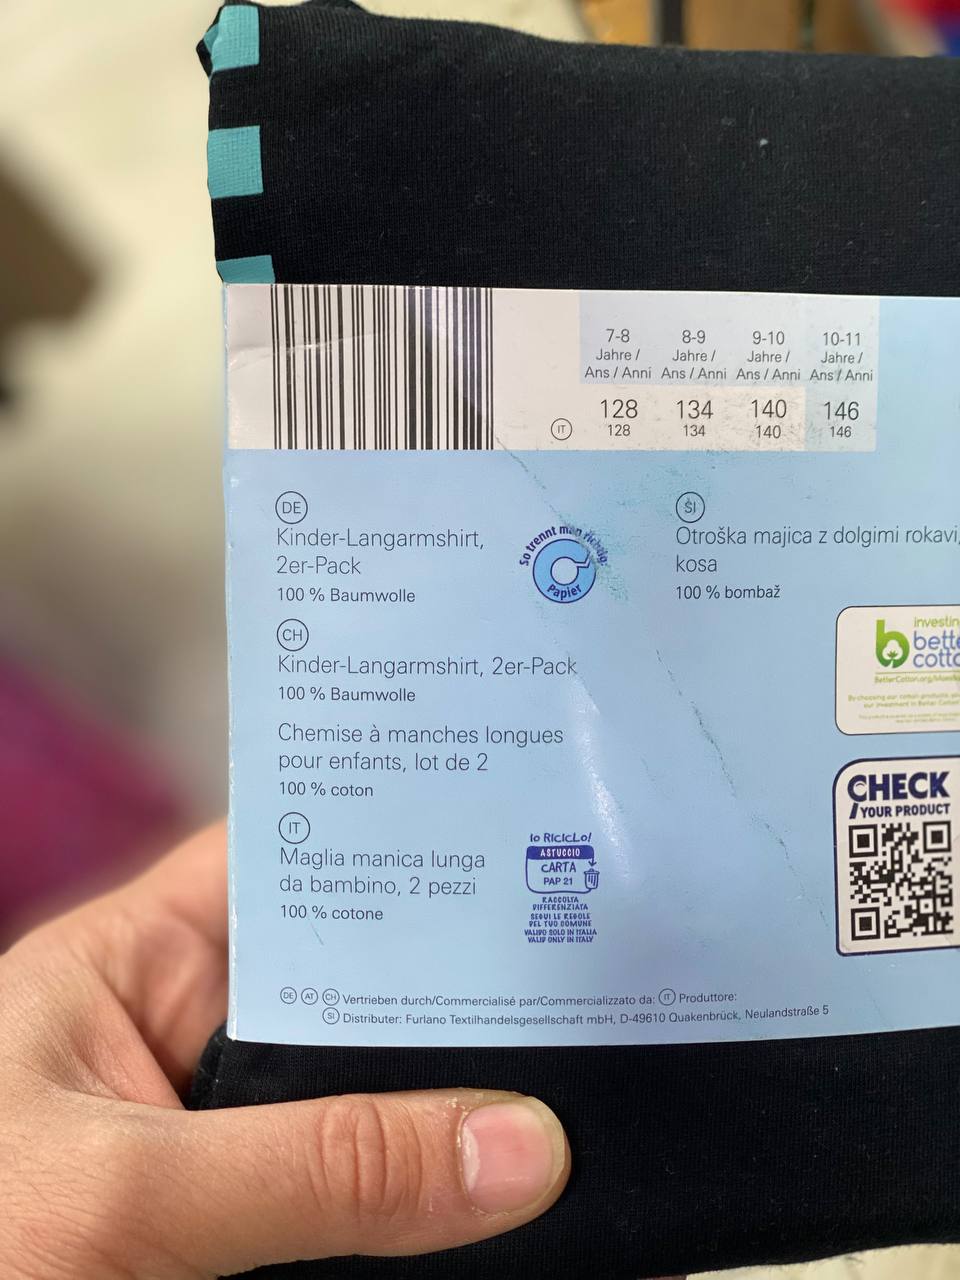 7-8 8-9 9-10 10-11
Jahre / Jahre / Jahre / Jahre /
Ans / Anni Ans / Anni Ans / Anni Ans / Anni
128 134 140 146
IT 128 134 140 146
DE
Kinder-Langarmshirt,
2er-Pack
100 % Baumwolle
So trennt man richtig.
Papier
CH
Kinder-Langarmshirt, 2er-Pack
100 % Baumwolle
Chemise à manches longues
pour enfants, lot de 2
100 % coton
IT
Maglia manica lunga
da bambino, 2 pezzi
100 % cotone
Io RICICLO!
ASTUCCIO
CARTA
PAP 21
RACCOLTA
DIFFERENZIATA
SEGUI LE REGOLE
DEL TUO COMUNE
VALIDO SOLO IN ITALIA
VALID ONLY IN ITALY
SI
Otroška majica z dolgimi rokavi,
kosa
100 % bombaž
b
CHECK
YOUR PRODUCT
DE AT CH Vertrieben durch/Commercialisé par/Commercializzato da: IT Produttore:
SI Distributer: Furlano Textilhandelsgesellschaft mbH, D-49610 Quakenbrück, Neulandstraße 5